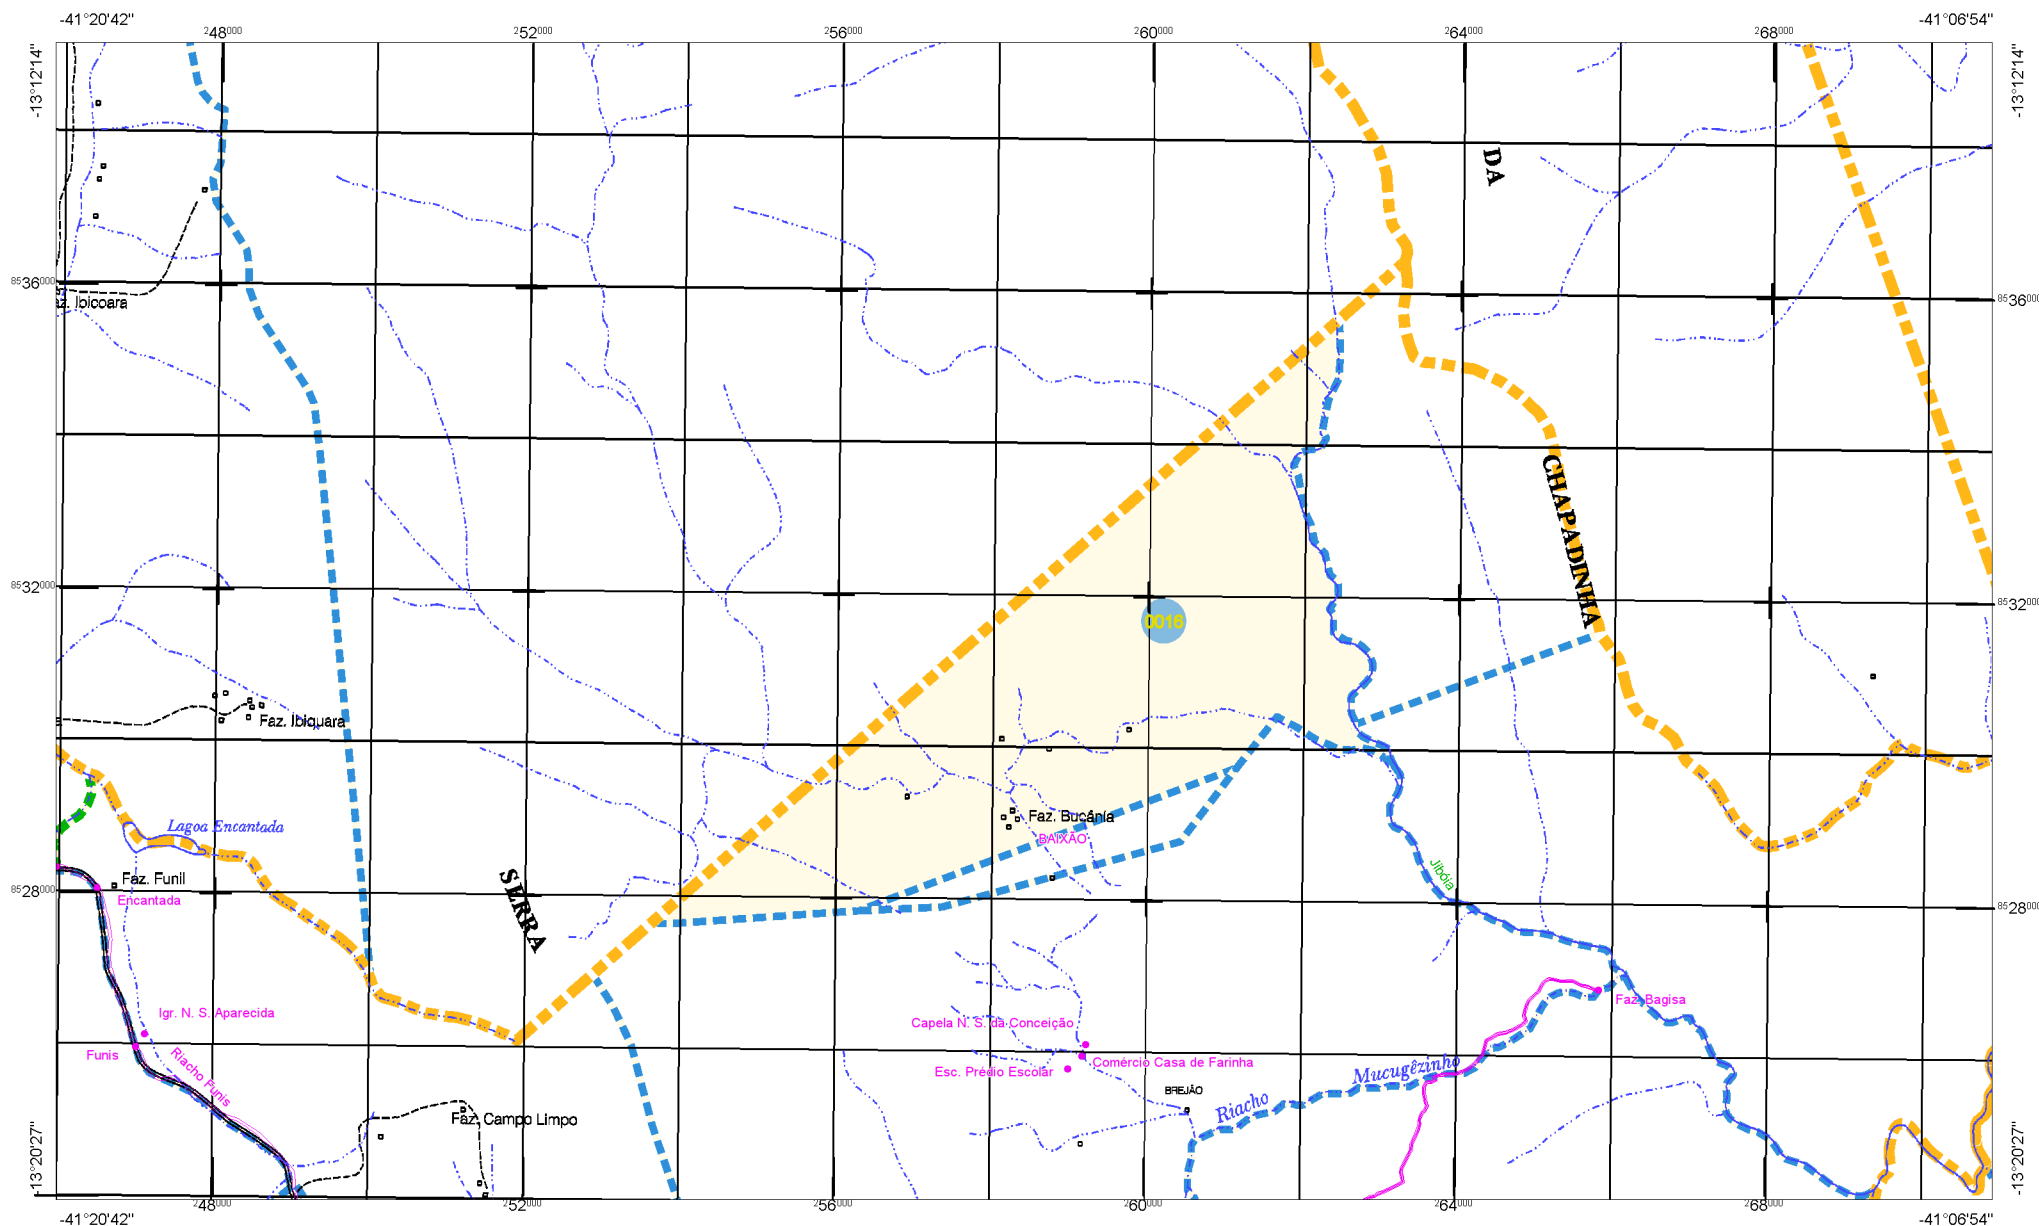 -41°20'42"
-41°06'54"
248000
252000
256000
260000
264000
268000
-13°12'14"
-13°12'14"
DA
8536000
8536000
az. Ibicoara
CHAPADINHA
8532000
8532000
0016
Faz. Ibiquara
Lagoa Encantada
Faz. Bucânia
BAIXÃO
Jibóia
SERRA
Faz. Funil
8528000
8528000
Encantada
Faz. Bagisa
Igr. N. S. Aparecida
Capela N. S. da Conceição
Funis
Riacho Funis
Comércio Casa de Farinha
Esc. Prédio Escolar
Riacho Mucugêzinho
BREJÃO
Faz. Campo Limpo
-13°20'27"
-13°20'27"
248000
252000
256000
260000
264000
268000
-41°20'42"
-41°06'54"